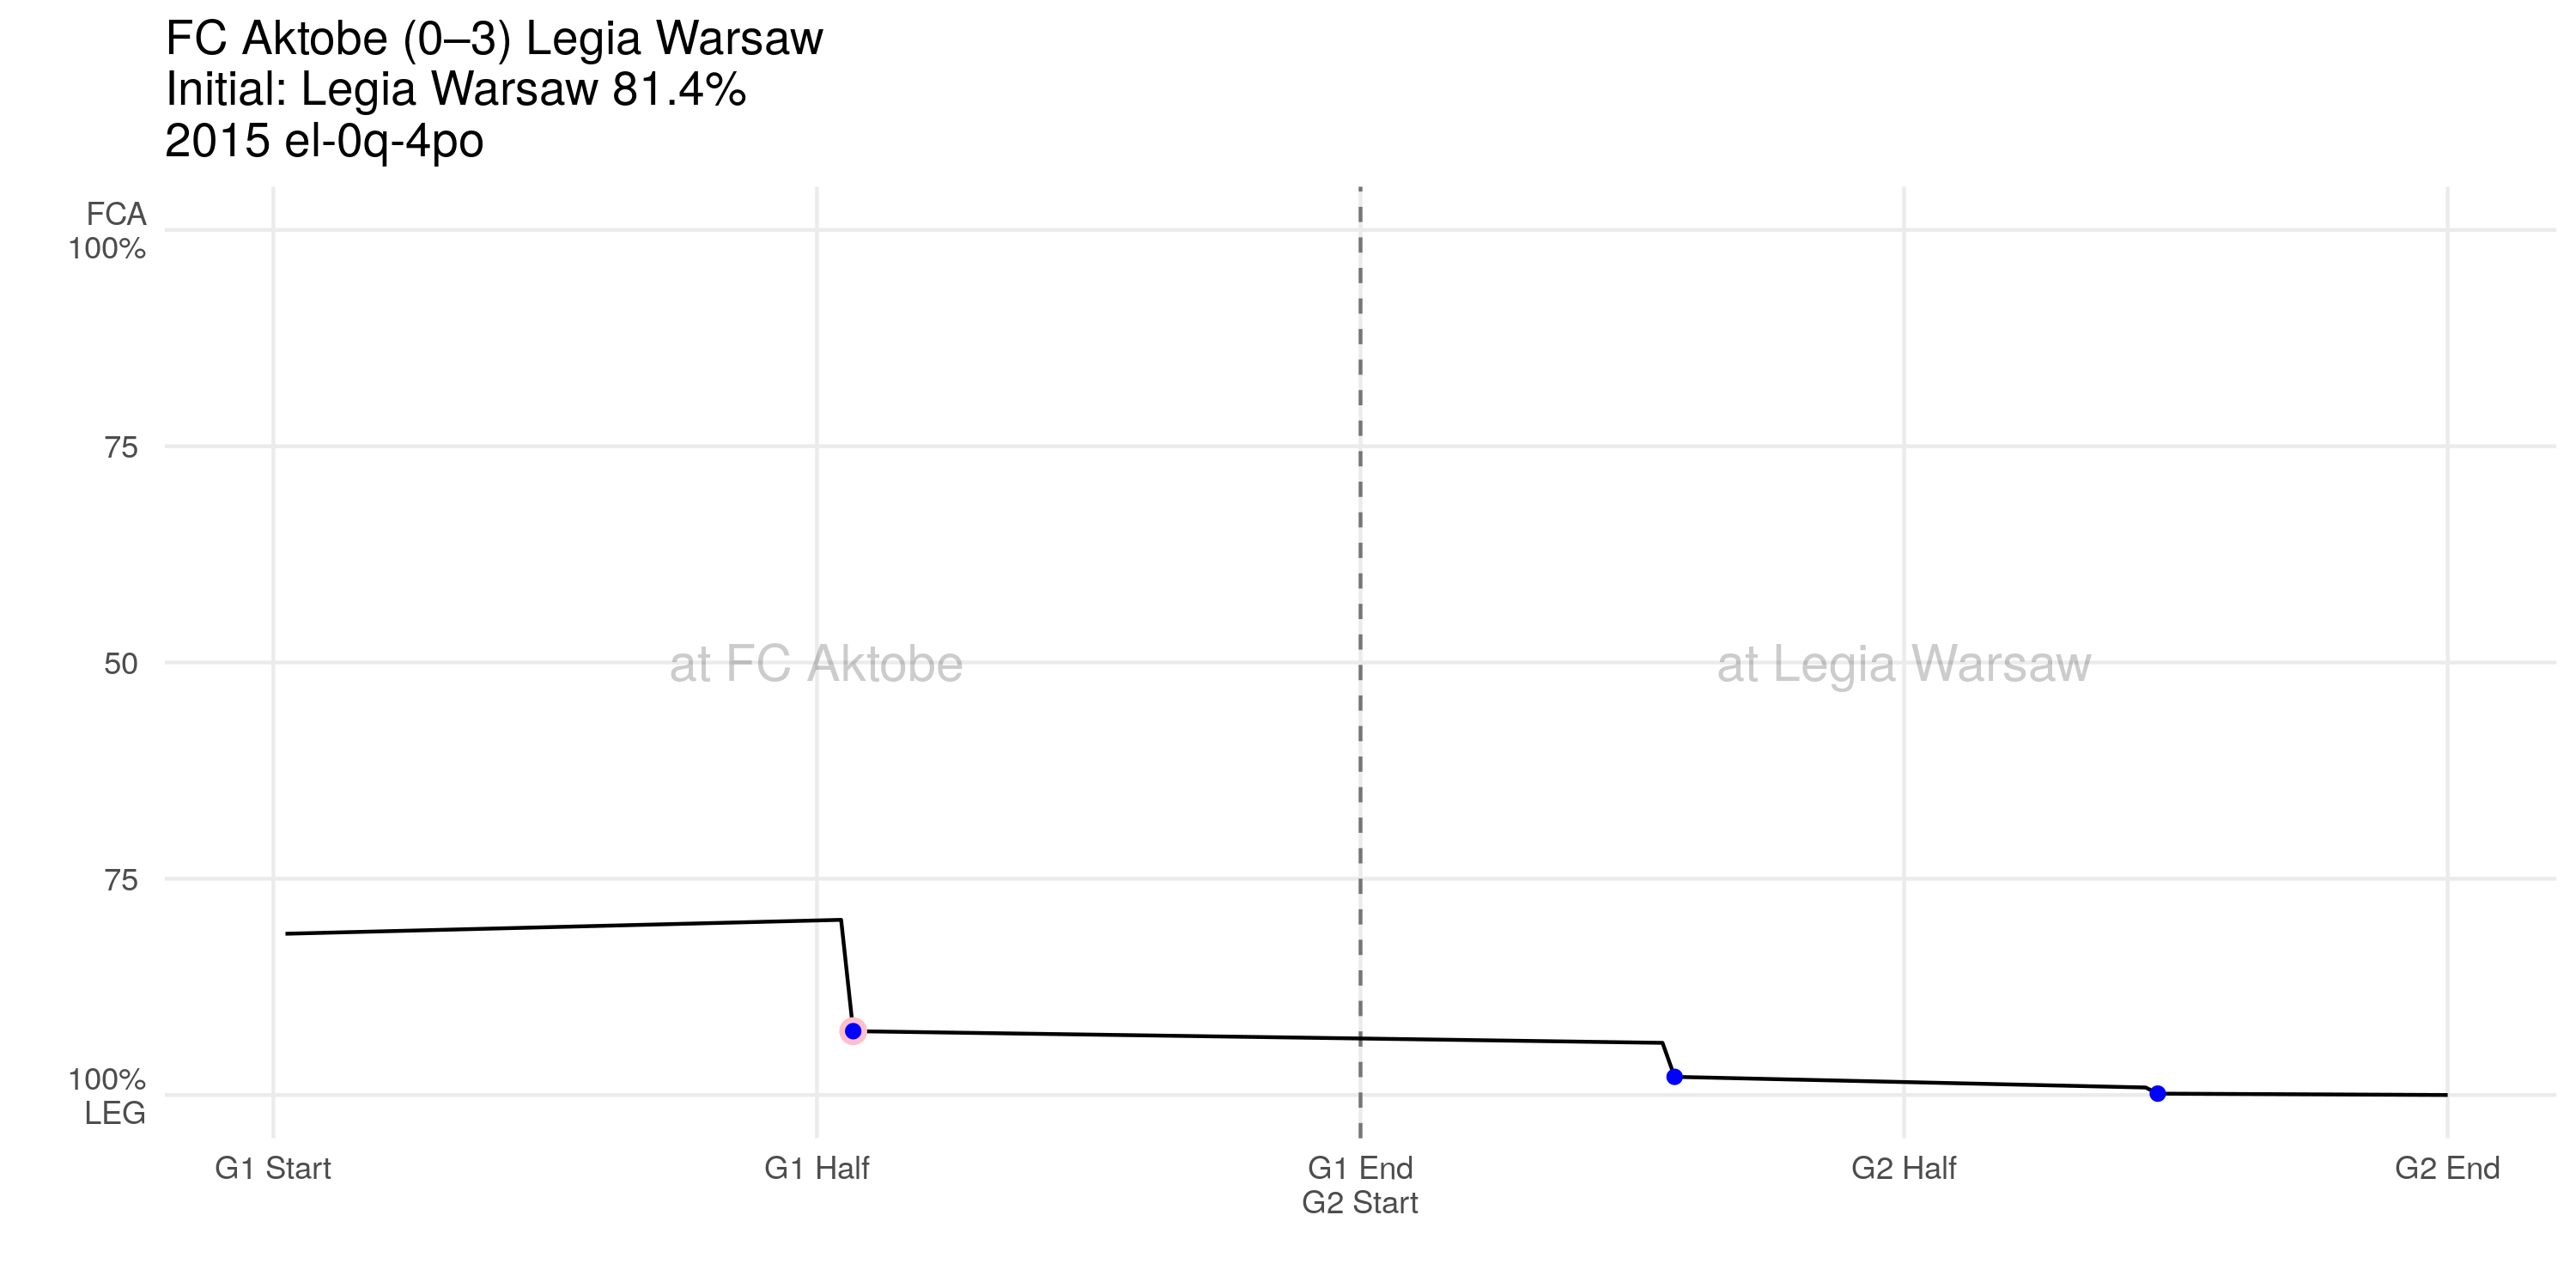 FC Aktobe (0–3) Legia Warsaw
Initial: Legia Warsaw 81.4%
2015 el-0q-4po
FCA
100%
75
50
75
100%
LEG
at FC Aktobe
at Legia Warsaw
G1 Start
G1 Half
G1 End
G2 Start
G2 Half
G2 End